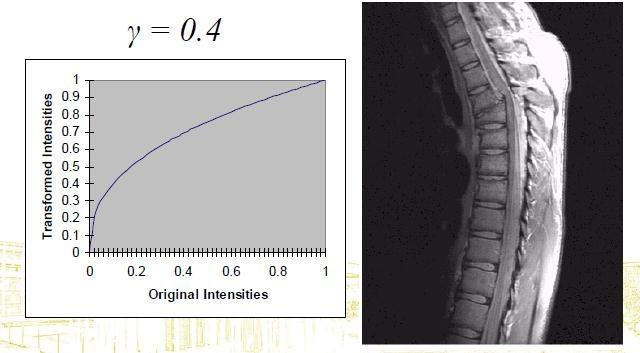 γ = 0.4
Transformed Intensities
1
0.9
0.8
0.7
0.6
0.5
0.4
0.3
0.2
0.1
0
0 0.2 0.4 0.6 0.8 1
Original Intensities